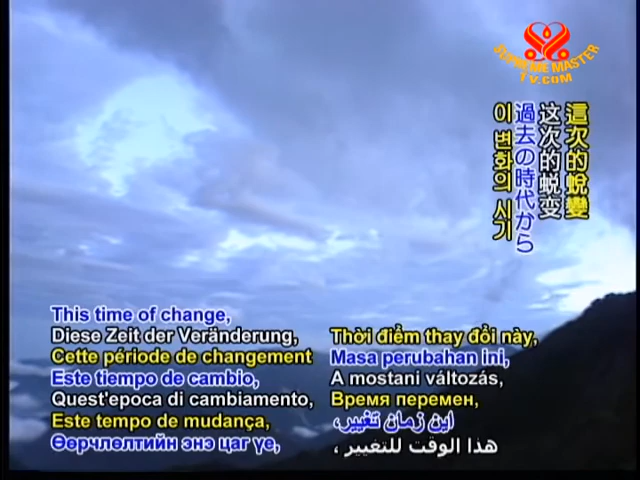 SUPREME MASTER
TV.COM
這次的蛻變
这次的蜕变
過去の時代から
이 변화의 시기
This time of change,
Diese Zeit der Veränderung,
Cette période de changement
Este tiempo de cambio,
Quest'epoca di cambiamento,
Este tempo de mudança,
Өөрчлөлтийн энэ цаг үе,
Thời điểm thay đổi này,
Masa perubahan ini,
A mostani változás,
Время перемен,
این زمان تغییر،
هذا الوقت للتغيير ،